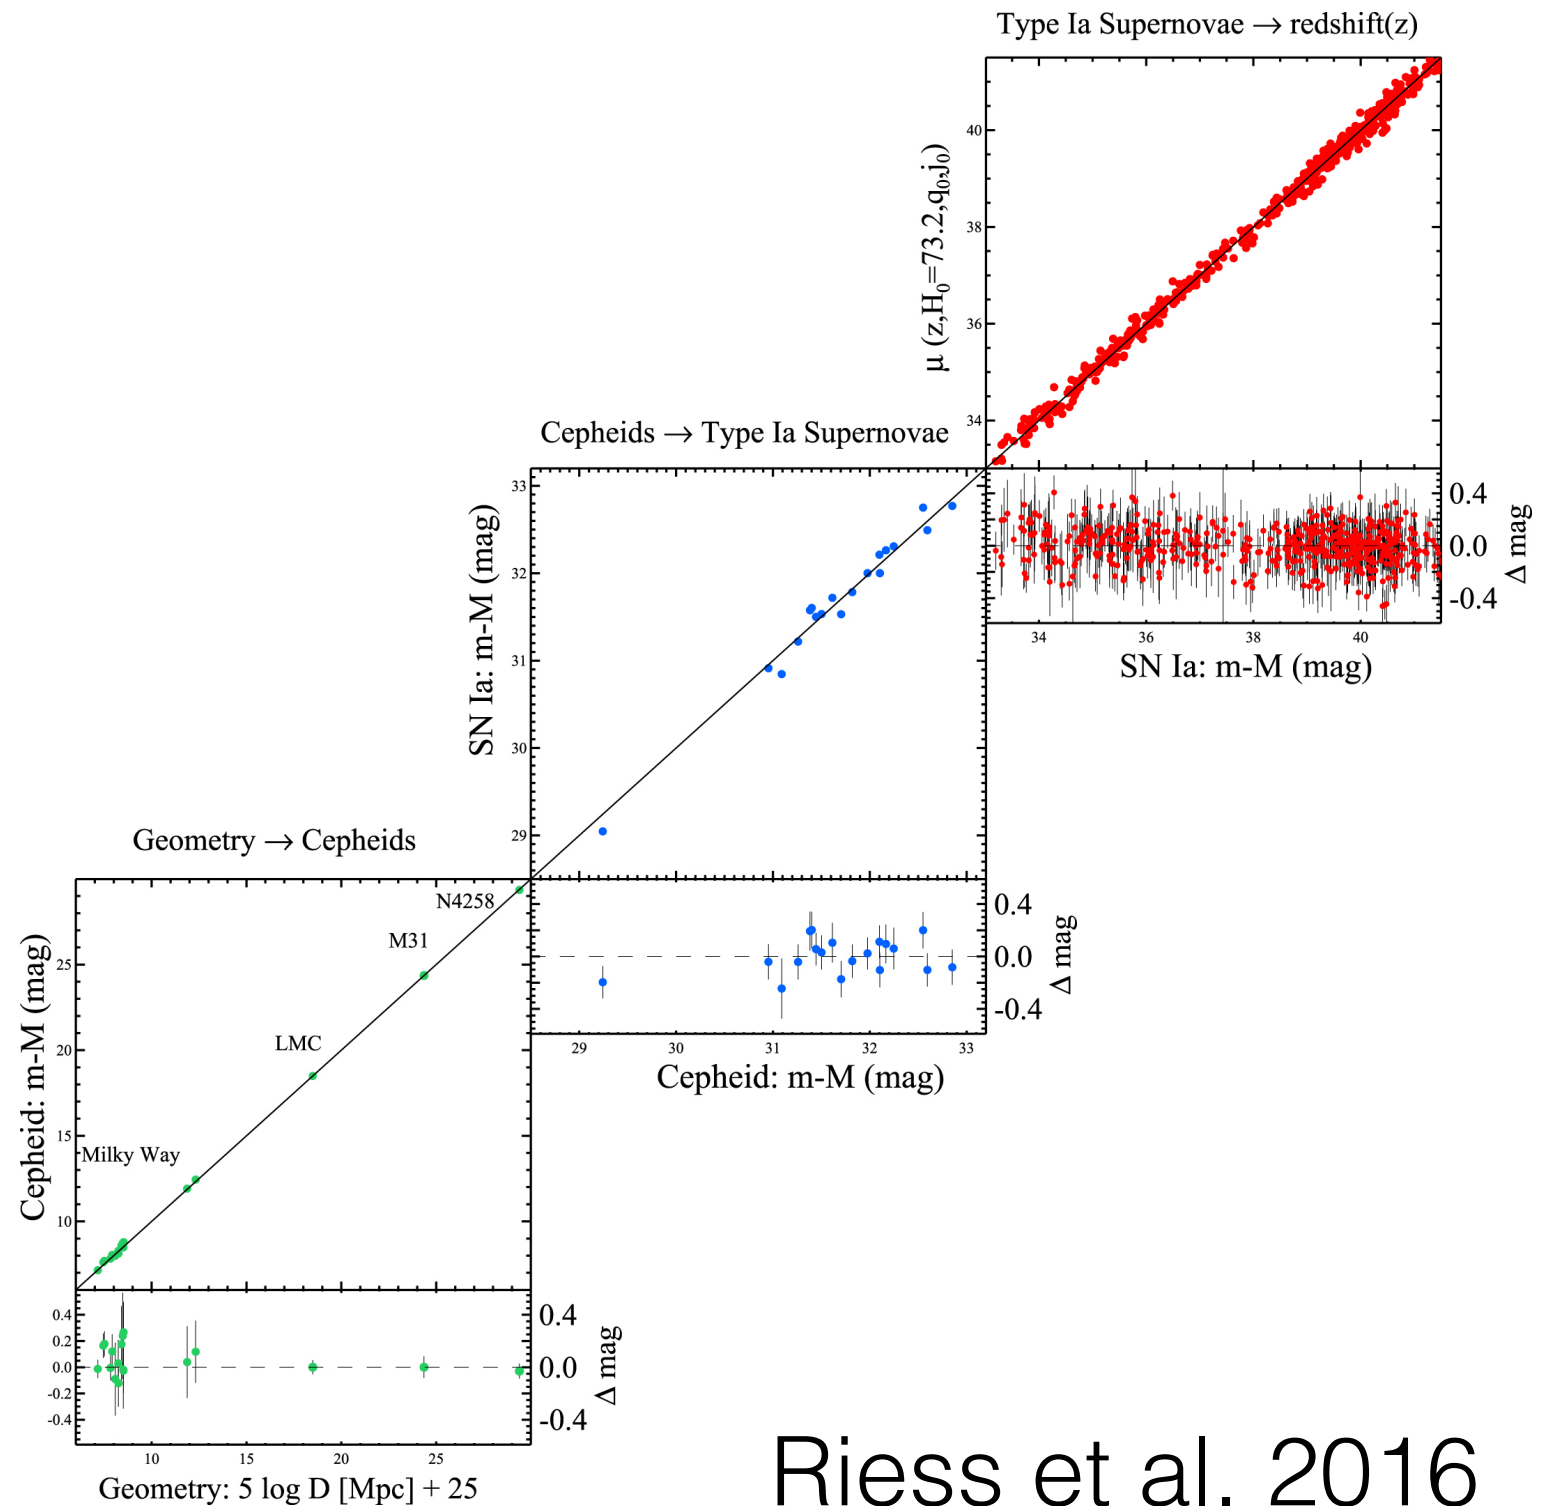 Type Ia Supernovae → redshift(z)
μ (z,H₀=73.2,q₀,j₀)
40
38
36
34
0.4
0.0
-0.4
Δ mag
34 36 38 40
SN Ia: m-M (mag)
Cepheids → Type Ia Supernovae
SN Ia: m-M (mag)
33
32
31
30
29
0.4
0.0
-0.4
Δ mag
29 30 31 32 33
Cepheid: m-M (mag)
Geometry → Cepheids
Cepheid: m-M (mag)
25
20
15
10
N4258
M31
LMC
Milky Way
0.4
0.2
0.0
-0.2
-0.4
0.4
0.0
-0.4
Δ mag
10 15 20 25
Geometry: 5 log D [Mpc] + 25
Riess et al. 2016